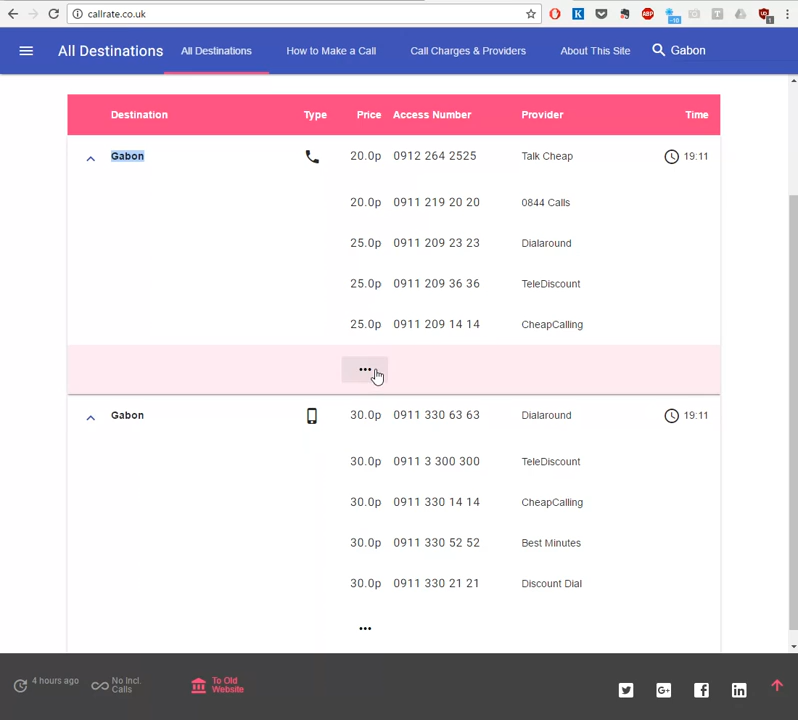 callrate.co.uk
-10
1
All Destinations All Destinations How to Make a Call Call Charges & Providers About This Site Gabon
Destination Type Price Access Number Provider Time
Gabon 20.0p 0912 264 2525 Talk Cheap 19:11
20.0p 0911 219 20 20 0844 Calls
25.0p 0911 209 23 23 Dialaround
25.0p 0911 209 36 36 TeleDiscount
25.0p 0911 209 14 14 CheapCalling
...
Gabon 30.0p 0911 330 63 63 Dialaround 19:11
30.0p 0911 3 300 300 TeleDiscount
30.0p 0911 330 14 14 CheapCalling
30.0p 0911 330 52 52 Best Minutes
30.0p 0911 330 21 21 Discount Dial
...
4 hours ago No Incl. Calls To Old Website